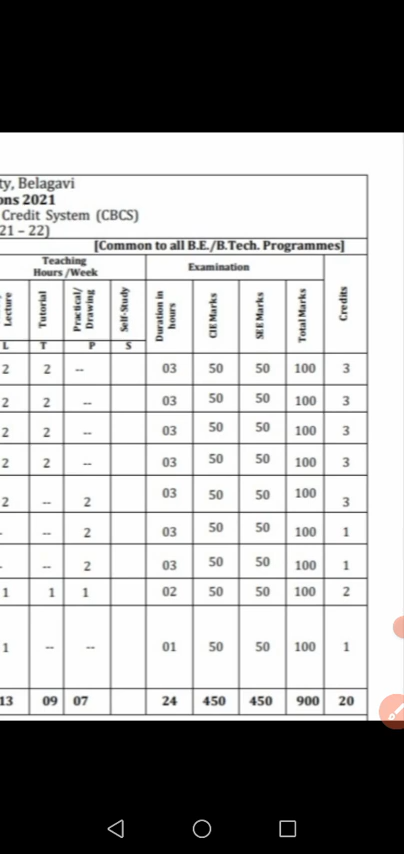 ty, Belagavi
ons 2021
Credit System (CBCS)
21 – 22)
[Common to all B.E./B.Tech. Programmes]
Teaching Hours /Week
Examination
Lecture Tutorial Practical/ Drawing Self-Study Duration in hours CIE Marks SEE Marks Total Marks Credits
L T P S
2 2 -- 03 50 50 100 3
2 2 -- 03 50 50 100 3
2 2 -- 03 50 50 100 3
2 2 -- 03 50 50 100 3
2 -- 2 03 50 50 100 3
- -- 2 03 50 50 100 1
- -- 2 03 50 50 100 1
1 1 1 02 50 50 100 2
1 -- -- 01 50 50 100 1
13 09 07 24 450 450 900 20